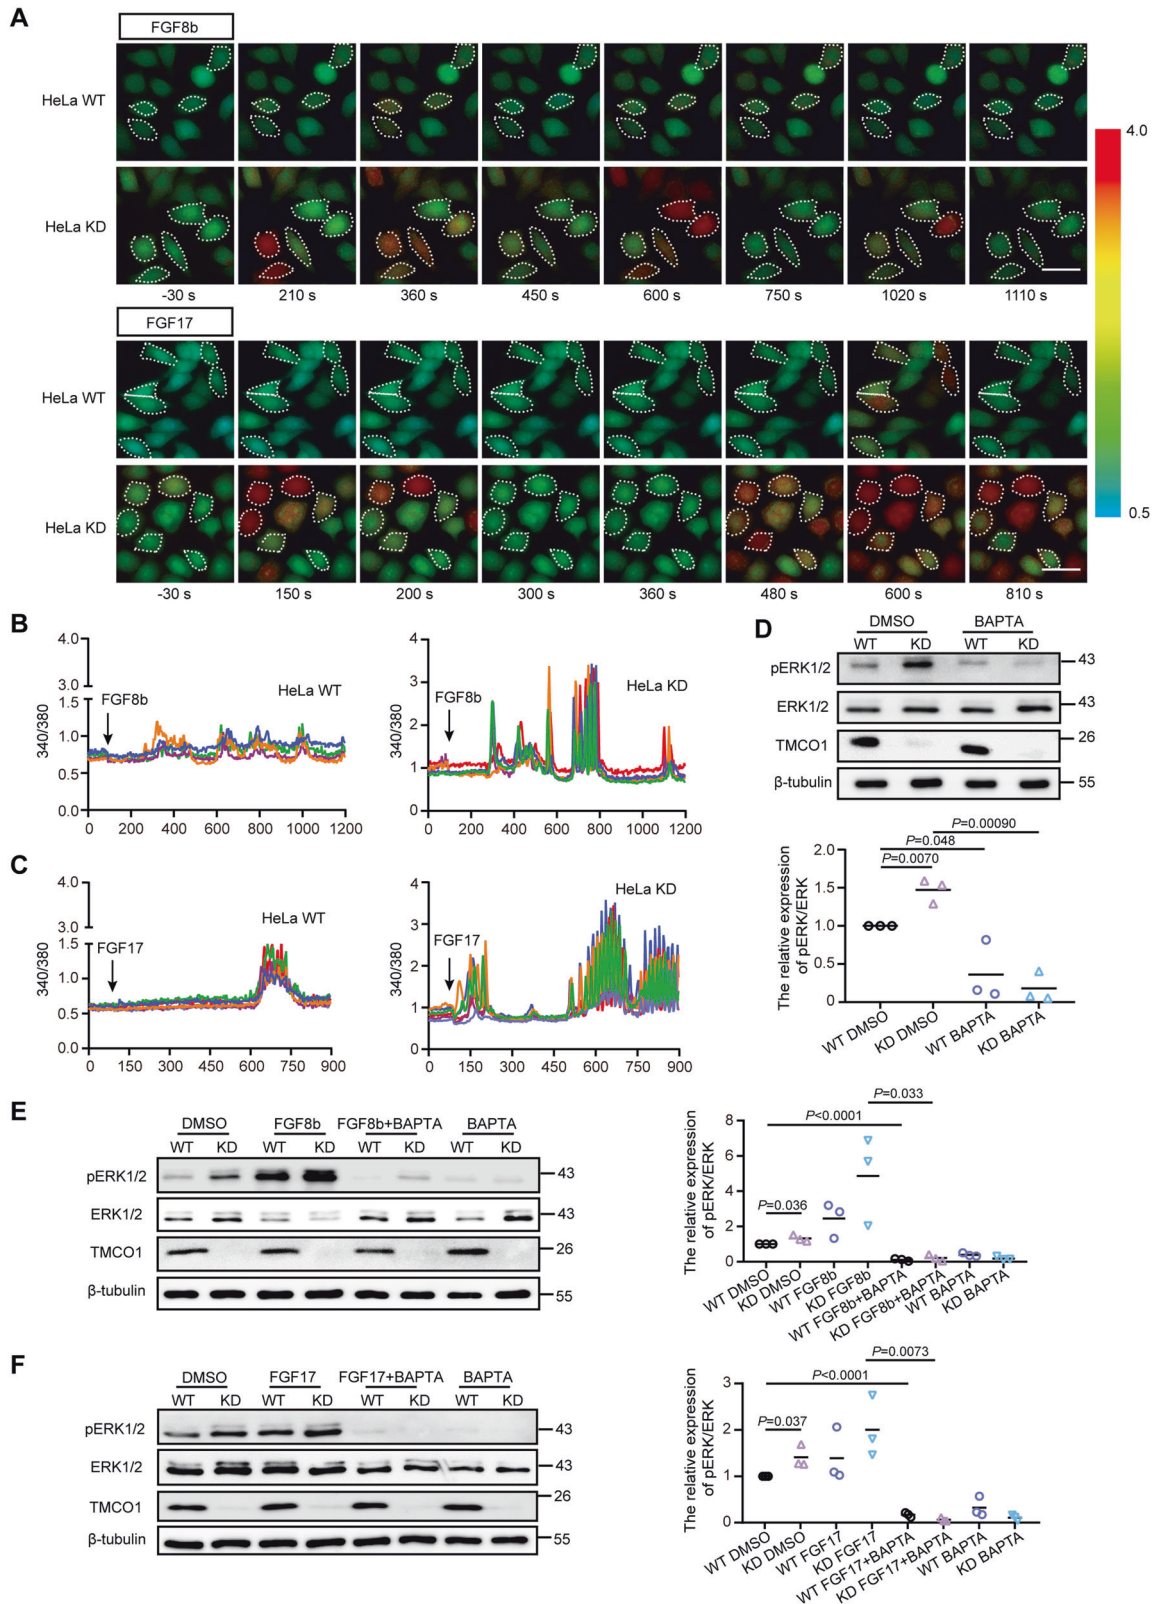 A
FGF8b
HeLa WT
HeLa KD
-30 s 210 s 360 s 450 s 600 s 750 s 1020 s 1110 s
FGF17
HeLa WT
HeLa KD
-30 s 150 s 200 s 300 s 360 s 480 s 600 s 810 s
4.0
0.5
B
340/380
4.0
3.0
1.5
1.0
0.5
0.0
FGF8b
HeLa WT
0 200 400 600 800 1000 1200
340/380
4
3
2
1
0
FGF8b
HeLa KD
0 200 400 600 800 1000 1200
C
340/380
4.0
3.0
1.5
1.0
0.5
0.0
FGF17
HeLa WT
0 150 300 450 600 750 900
340/380
4
3
2
1
0
FGF17
HeLa KD
0 150 300 450 600 750 900
D
DMSO BAPTA
WT KD WT KD
pERK1/2 43
ERK1/2 43
TMCO1 26
β-tubulin 55
The relative expression
of pERK/ERK
P=0.00090
P=0.048
P=0.0070
2.0
1.5
1.0
0.5
0
WT DMSO
KD DMSO
WT BAPTA
KD BAPTA
E
DMSO FGF8b FGF8b+BAPTA BAPTA
WT KD WT KD WT KD WT KD
pERK1/2 43
ERK1/2 43
TMCO1 26
β-tubulin 55
The relative expression
of pERK/ERK
P=0.033
P<0.0001
P=0.036
8
6
4
2
0
WT DMSO
KD DMSO
WT FGF8b
KD FGF8b
WT FGF8b+BAPTA
KD FGF8b+BAPTA
WT BAPTA
KD BAPTA
F
DMSO FGF17 FGF17+BAPTA BAPTA
WT KD WT KD WT KD WT KD
pERK1/2 43
ERK1/2 43
TMCO1 26
β-tubulin 55
The relative expression
of pERK/ERK
P=0.0073
P<0.0001
P=0.037
3
2
1
0
WT DMSO
KD DMSO
WT FGF17
KD FGF17
WT FGF17+BAPTA
KD FGF17+BAPTA
WT BAPTA
KD BAPTA